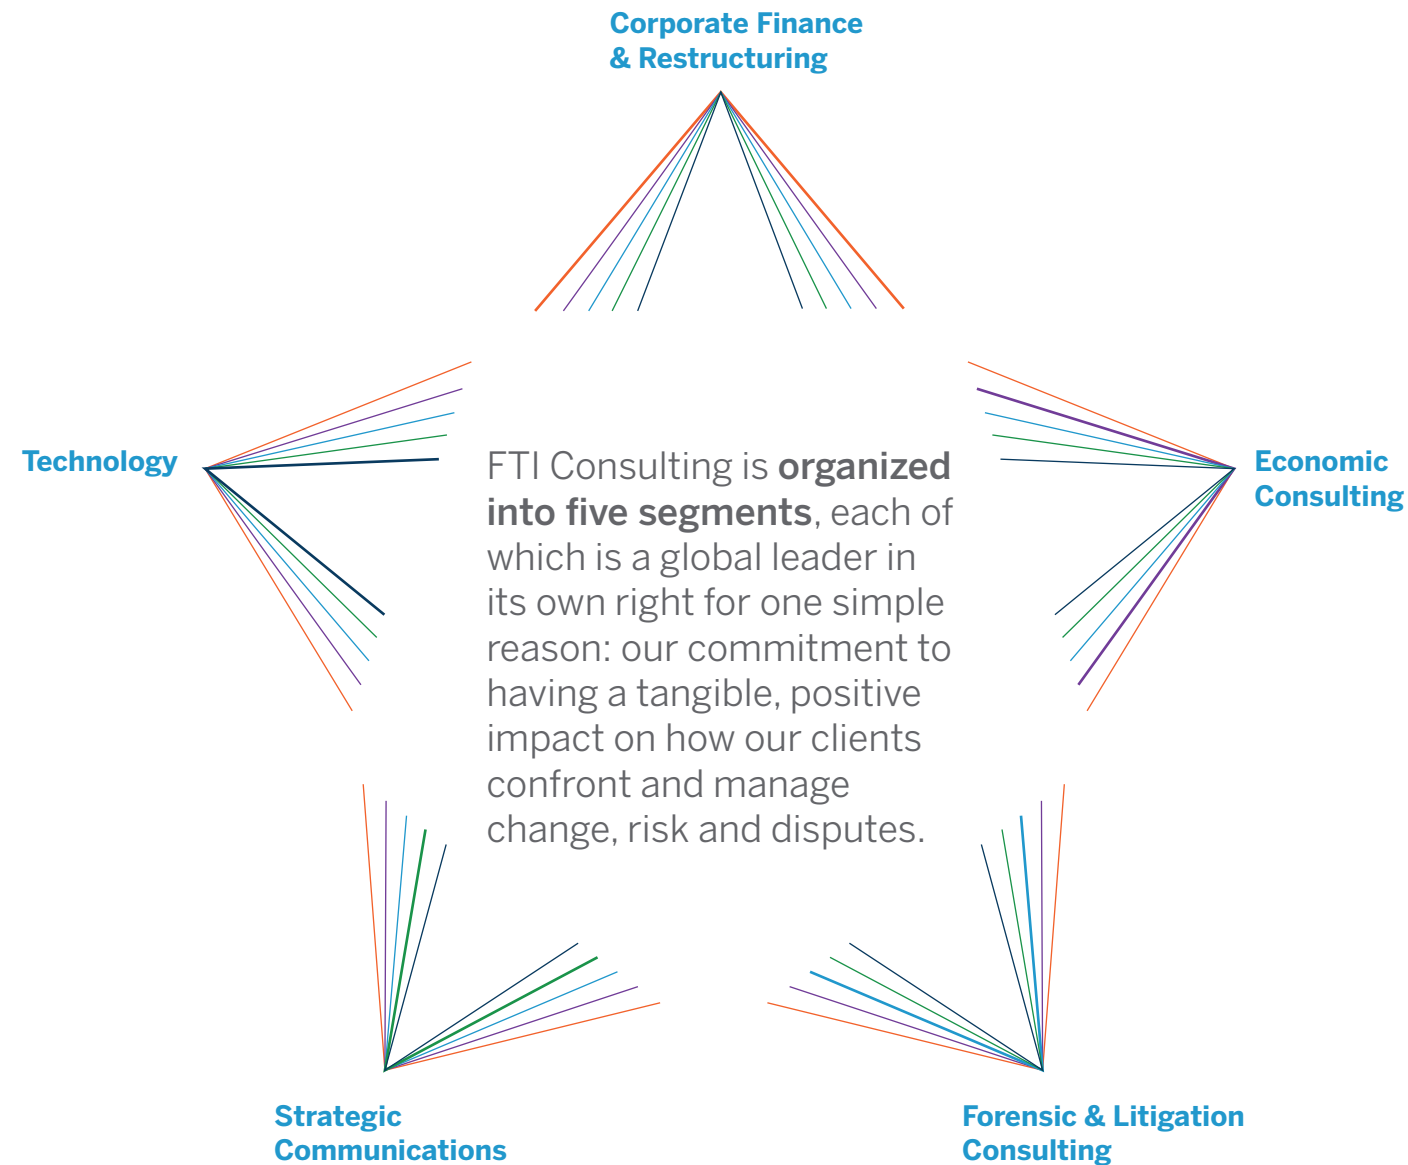 Corporate Finance
& Restructuring
Technology
Economic
Consulting
FTI Consulting is organized
into five segments, each of
which is a global leader in
its own right for one simple
reason: our commitment to
having a tangible, positive
impact on how our clients
confront and manage
change, risk and disputes.
Strategic
Communications
Forensic & Litigation
Consulting